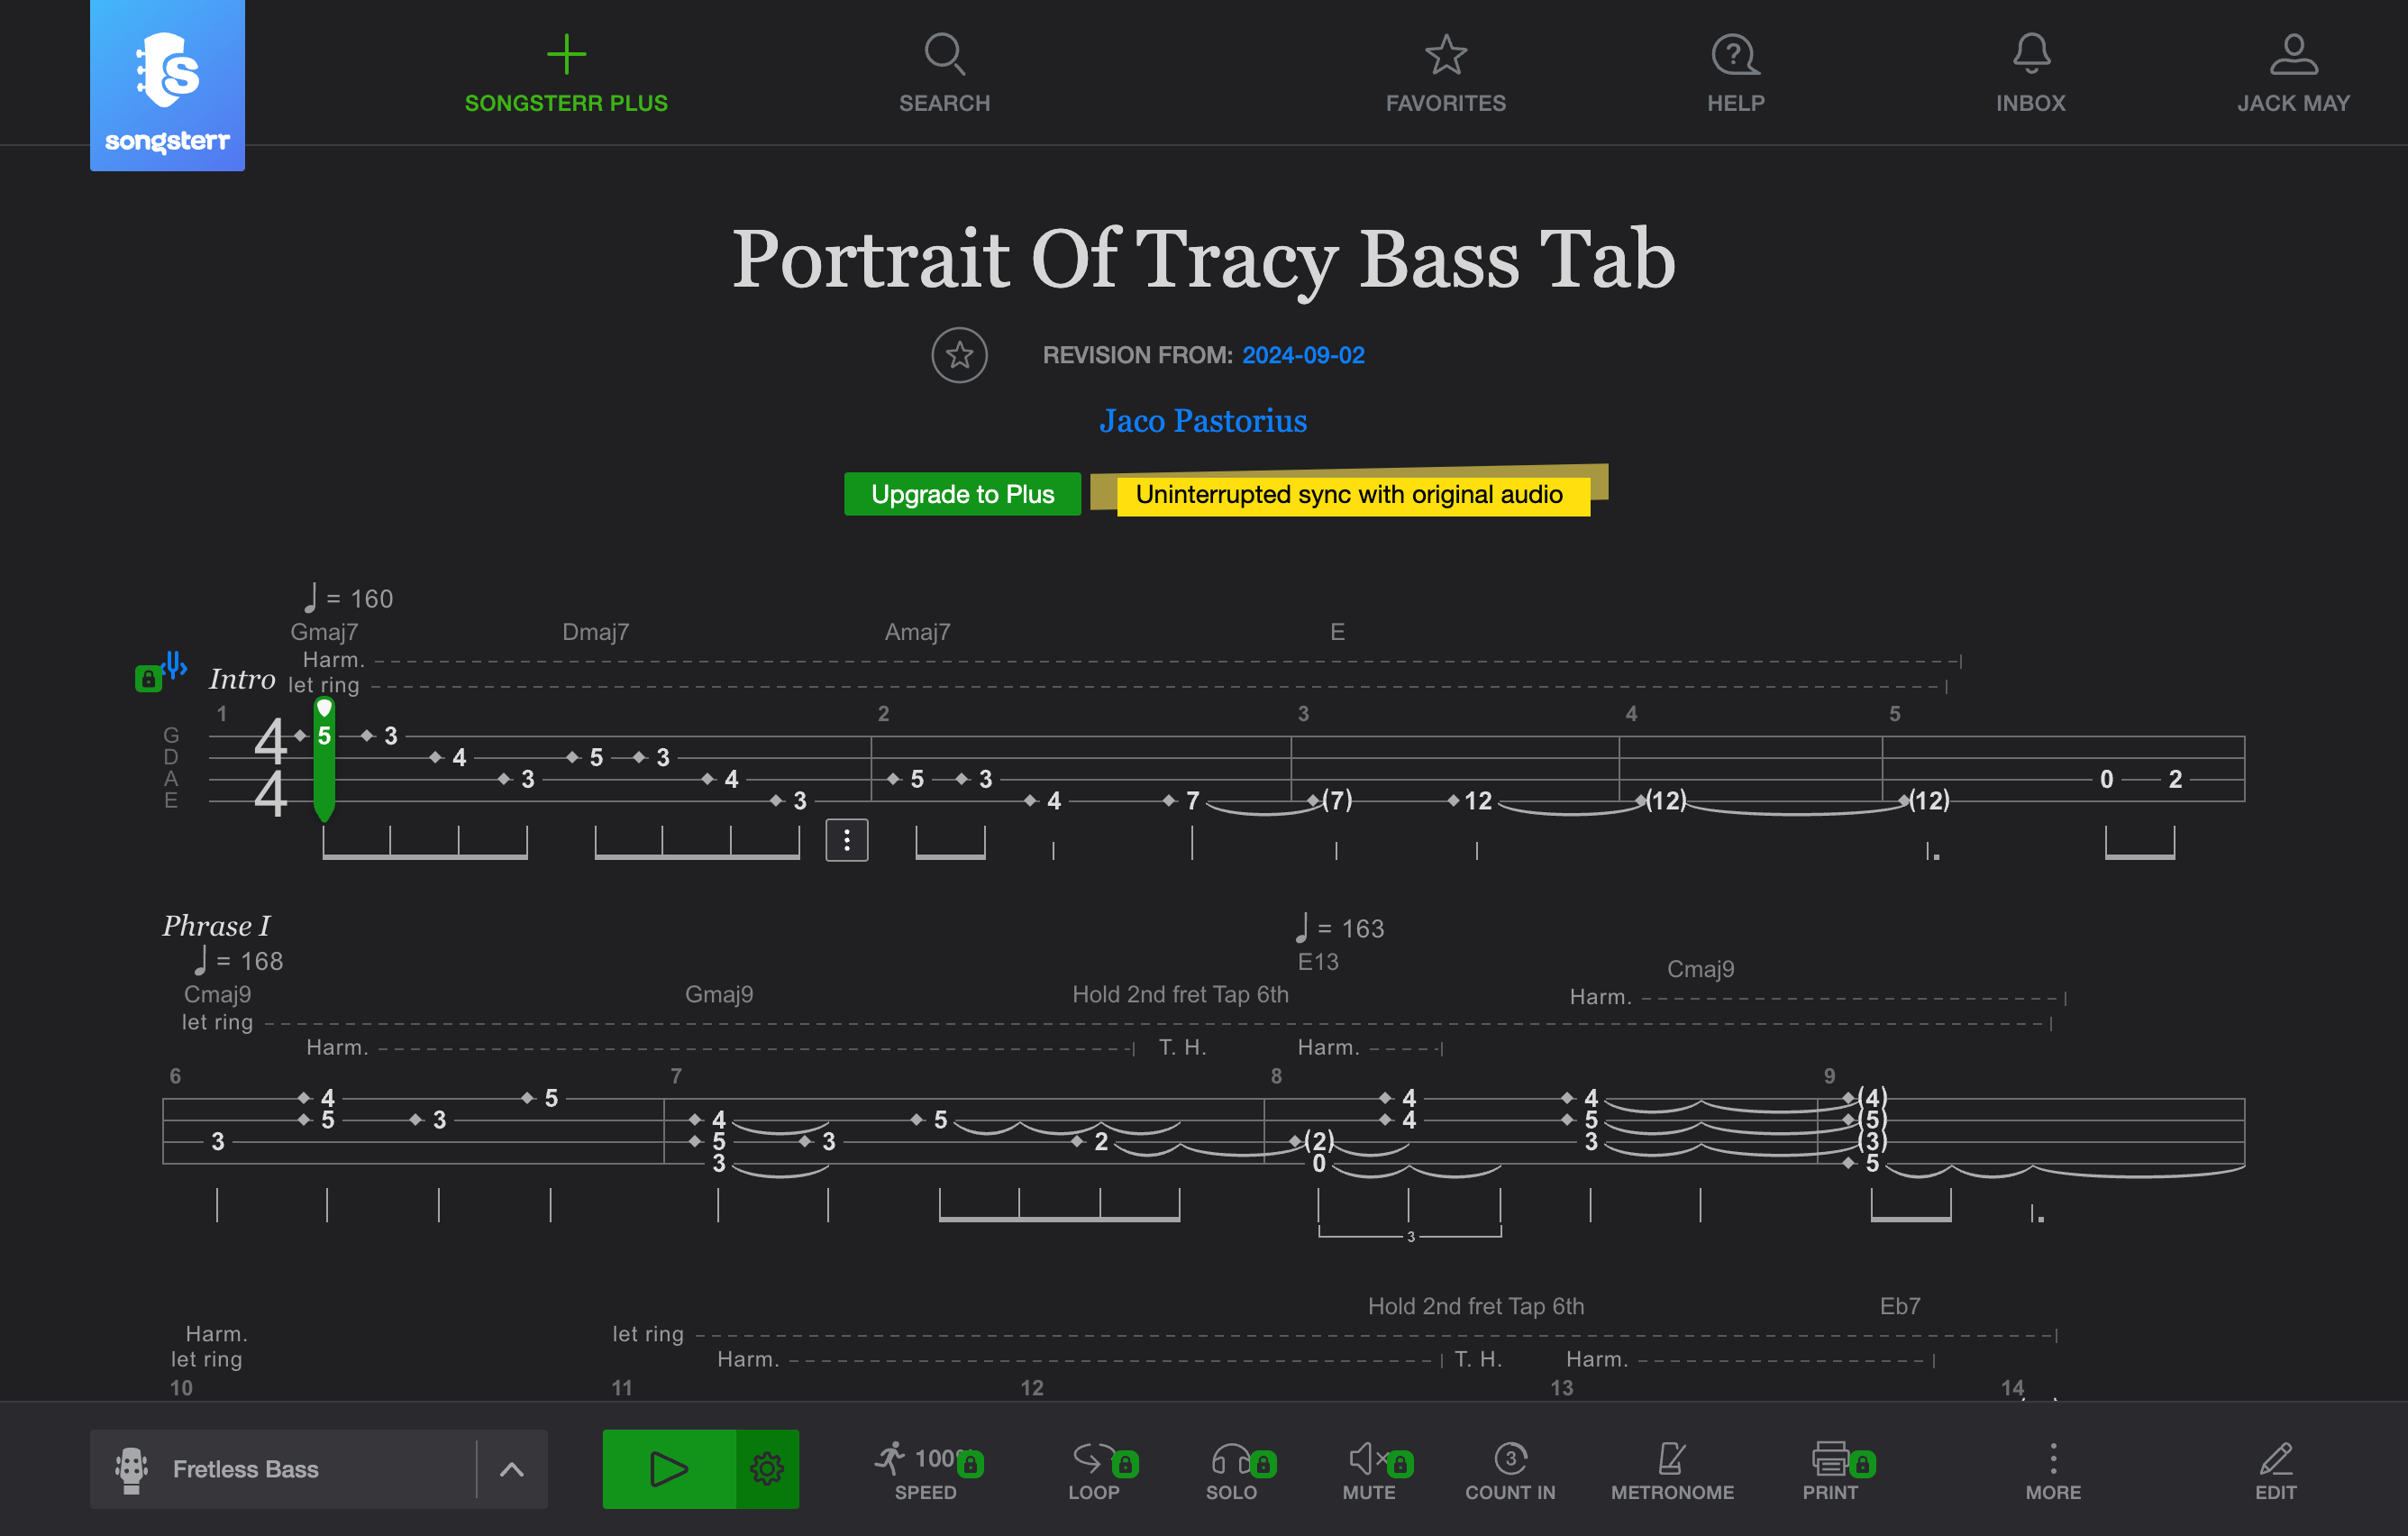 songsterr
SONGSTERR PLUS
SEARCH
FAVORITES
HELP
INBOX
JACK MAY
Portrait Of Tracy Bass Tab
REVISION FROM: 2024-09-02
Jaco Pastorius
Upgrade to Plus
Uninterrupted sync with original audio
= 160
Gmaj7 Dmaj7 Amaj7 E
Harm.
Intro let ring
1 2 3 4 5
G 5 3
D 4 5 3
A 3 4 5 3 0 2
E 3 4 7 (7) 12 (12) (12)
4
4
Phrase I
= 168
= 163
E13
Cmaj9 Gmaj9 Hold 2nd fret Tap 6th Cmaj9
let ring Harm.
Harm. T. H. Harm.
6 7 8 9
4 5 4 4 (4)
5 3 4 5 4 5 (5)
3 5 3 2 (2) 3 (3)
3 0 5
3
Hold 2nd fret Tap 6th Eb7
Harm. let ring
let ring Harm. T. H. Harm.
10 11 12 13 14
Fretless Bass
100%
SPEED
LOOP
SOLO
MUTE
3
COUNT IN
METRONOME
PRINT
MORE
EDIT